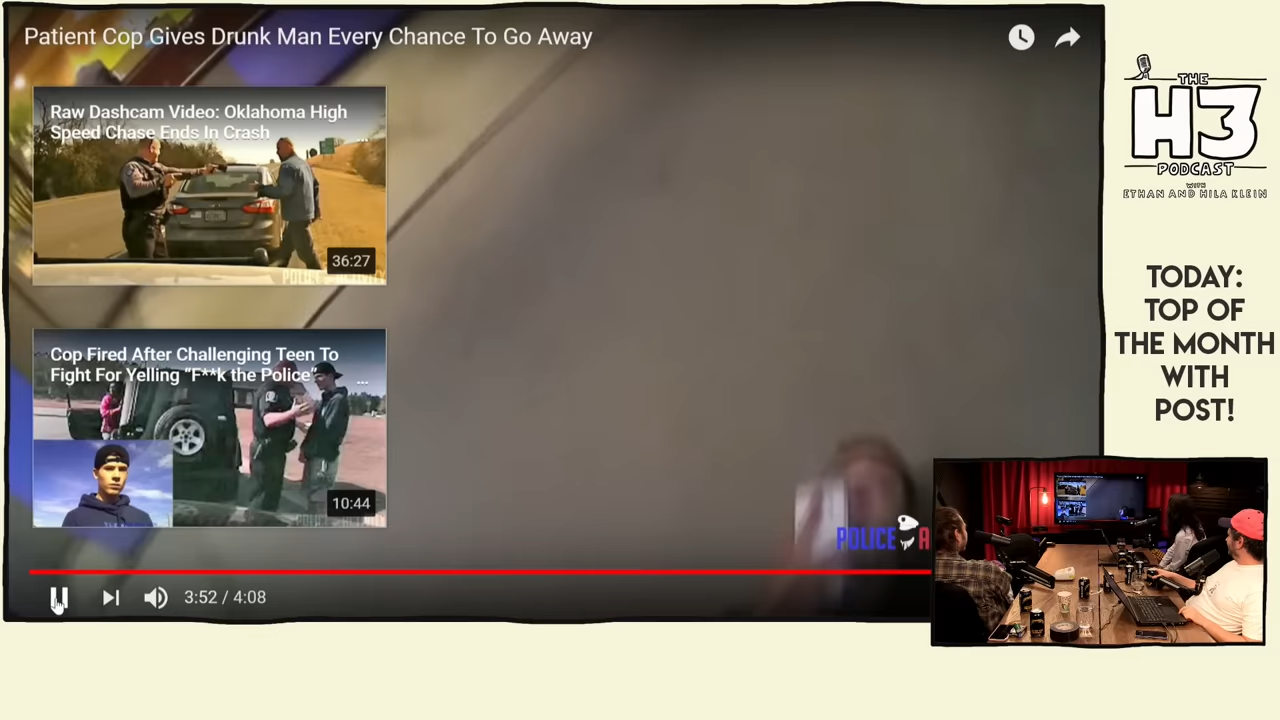 Patient Cop Gives Drunk Man Every Chance To Go Away
Raw Dashcam Video: Oklahoma High
Speed Chase Ends In Crash
...
36:27
Cop Fired After Challenging Teen To
Fight For Yelling “F**k the Police”
...
10:44
POLICE A
3:52 / 4:08
THE
H3
PODCAST
WITH
ETHAN AND HILA KLEIN
TODAY:
TOP OF
THE MONTH
WITH
POST!